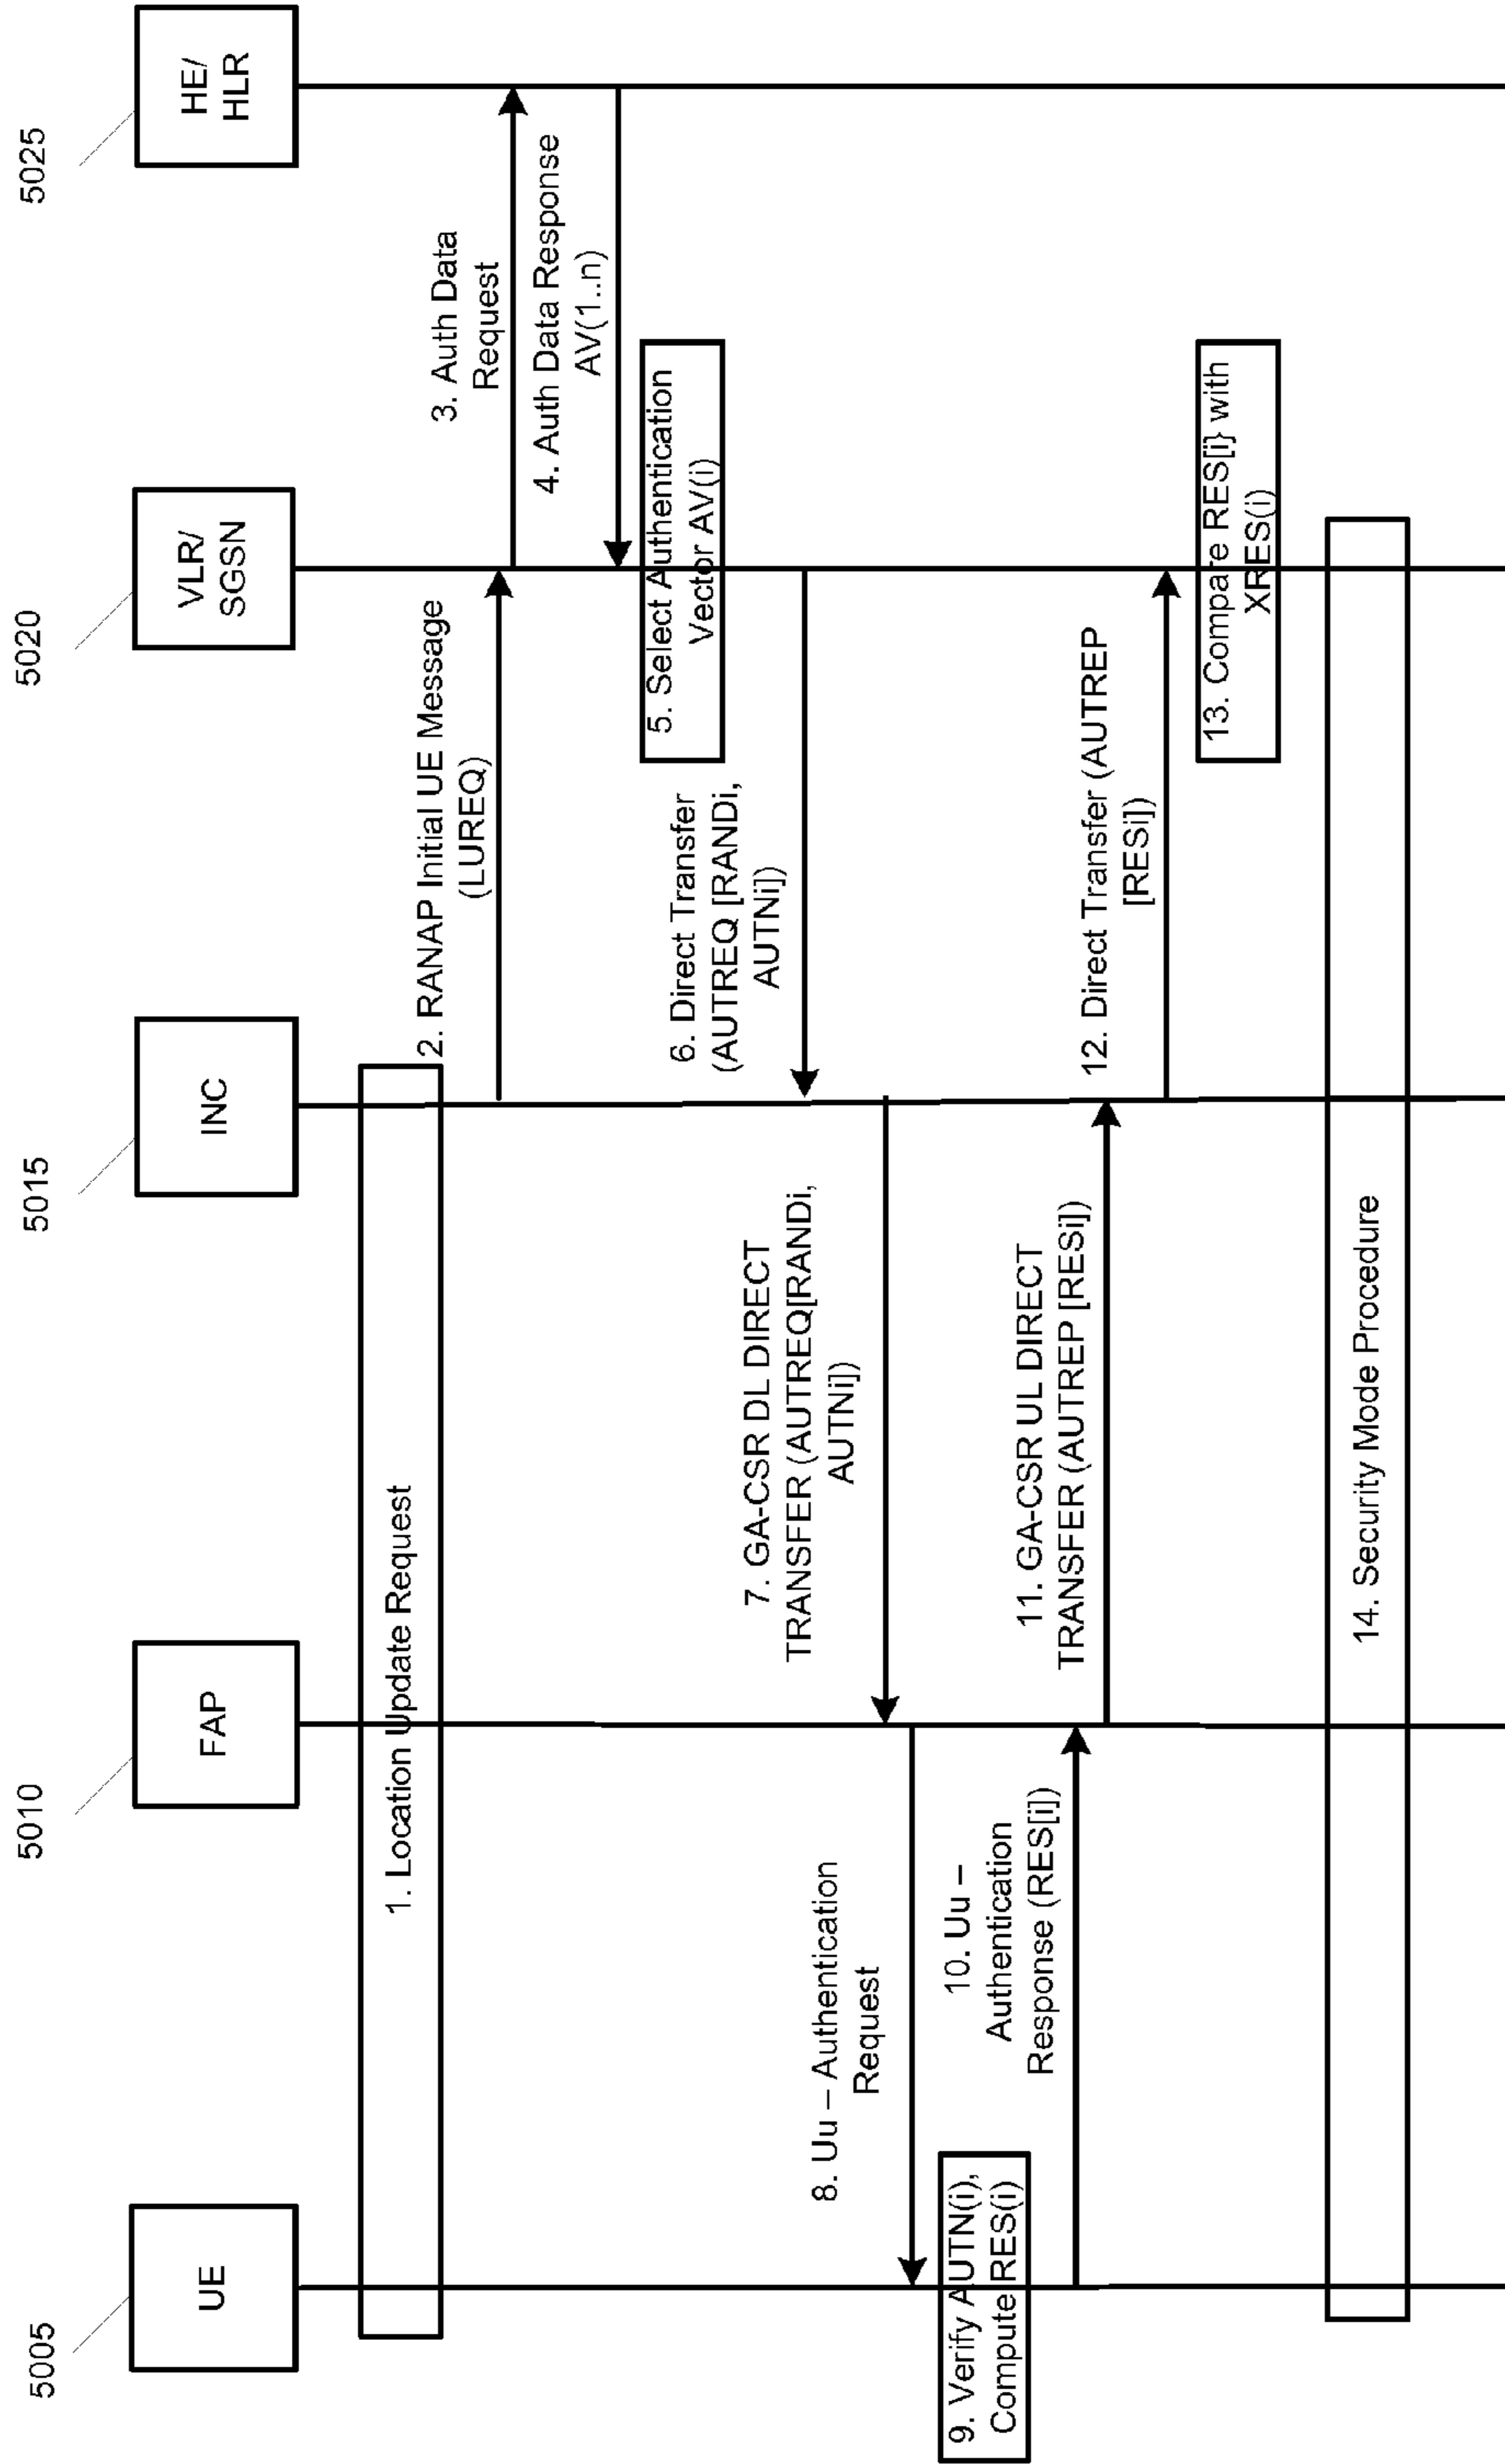 5005
5010
5015
5020
5025
UE
FAP
INC
VLR/
SGSN
HE/
HLR
1. Location Update Request
2. RANAP Initial UE Message
(LUREQ)
3. Auth Data
Request
4. Auth Data Response
AV(1..n)
5. Select Authentication
Vector AV(i)
6. Direct Transfer
(AUTREQ [RANDi,
AUTNi])
7. GA-CSR DL DIRECT
TRANSFER (AUTREQ[RANDi,
AUTNi])
8. Uu – Authentication
Request
9. Verify AUTN(i),
Compute RES(i)
10. Uu –
Authentication
Response (RES[i])
11. GA-CSR UL DIRECT
TRANSFER (AUTREP [RESi])
12. Direct Transfer (AUTREP
[RESi])
13. Compare RES[i} with
XRES(i)
14. Security Mode Procedure